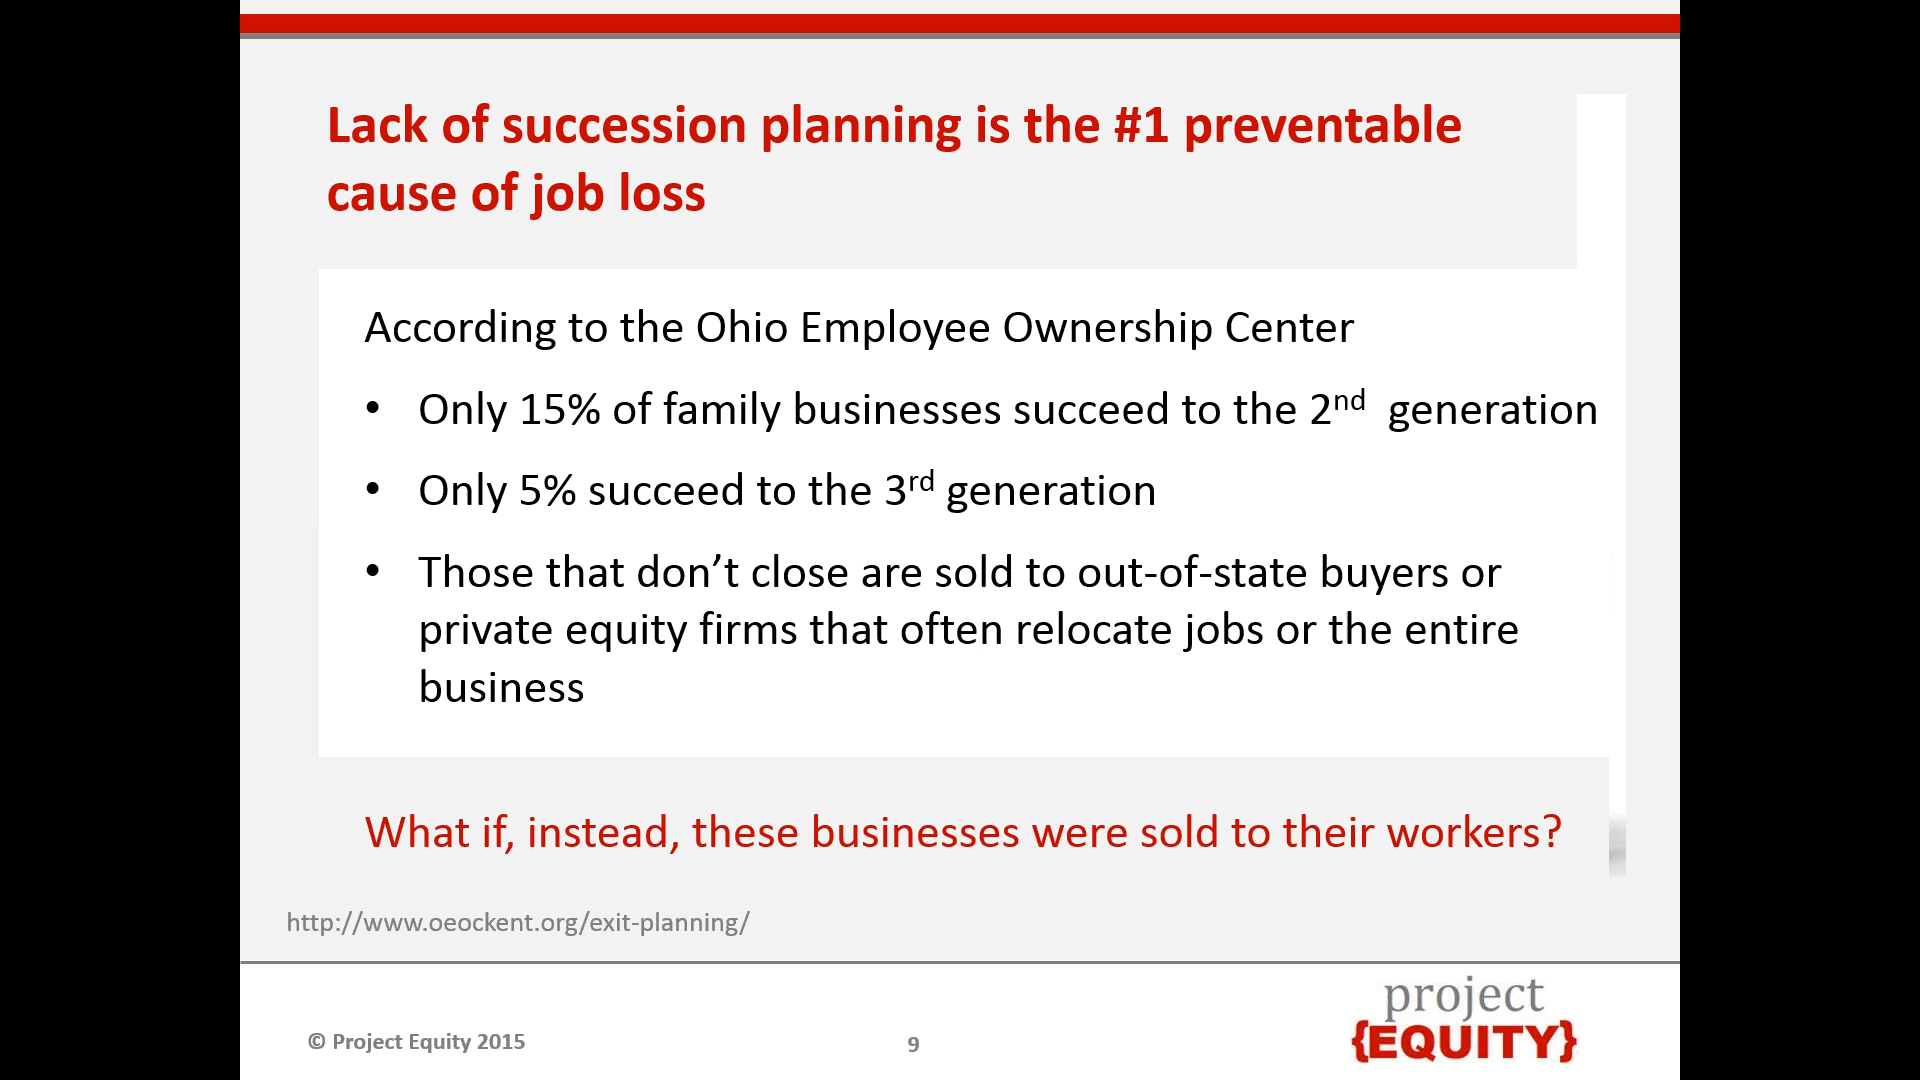 Lack of succession planning is the #1 preventable
cause of job loss
According to the Ohio Employee Ownership Center
• Only 15% of family businesses succeed to the 2nd generation
• Only 5% succeed to the 3rd generation
• Those that don’t close are sold to out-of-state buyers or
private equity firms that often relocate jobs or the entire
business
What if, instead, these businesses were sold to their workers?
http://www.oeockent.org/exit-planning/
© Project Equity 2015
9
project
{EQUITY}